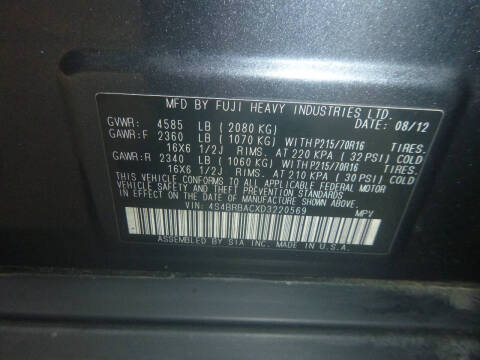 MFD BY FUJI HEAVY INDUSTRIES LTD.
DATE: 08/12
GVWR: 4585 LB (2080 KG)
GAWR:F 2360 LB (1070 KG) WITH P215/70R16 TIRES.
16X6 1/2J RIMS. AT 220 KPA (32 PSI) COLD.
GAWR:R 2340 LB (1060 KG) WITH P215/70R16 TIRES.
16X6 1/2J RIMS. AT 210 KPA (30 PSI) COLD.
THIS VEHICLE CONFORMS TO ALL APPLICABLE FEDERAL MOTOR
VEHICLE SAFETY AND BUMPER STANDARDS
IN EFFECT ON THE DATE OF MANUFACTURE SHOWN ABOVE.
VIN: 4S4BRBACXD3220569 MPV
ASSEMBLED BY SIA INC. MADE IN U.S.A.